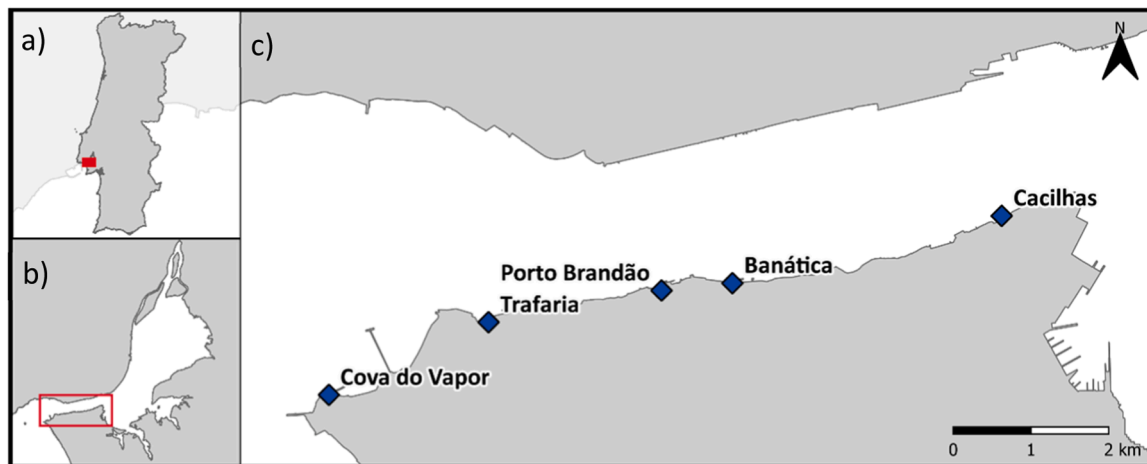 a)
b)
c)
N
Cacilhas
Banática
Porto Brandão
Trafaria
Cova do Vapor
0 1 2 km